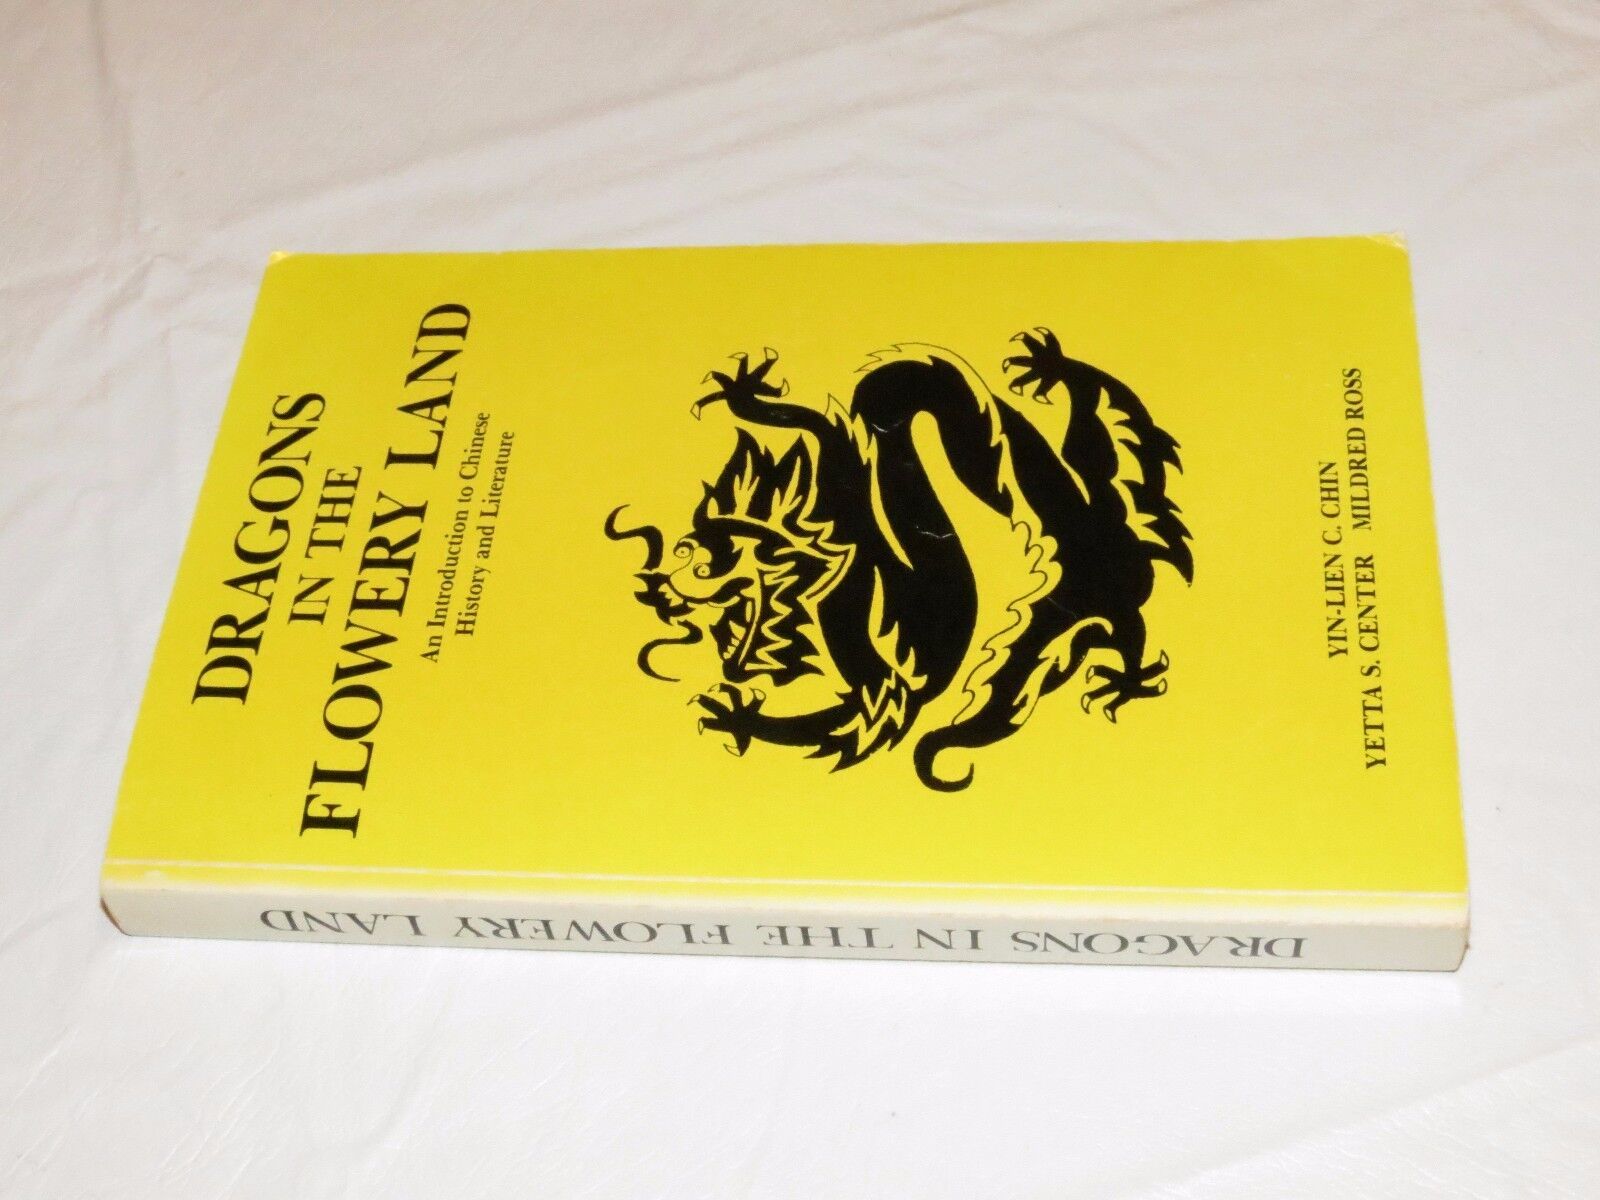 DRAGONS
IN THE
FLOWERY LAND
An Introduction to Chinese
History and Literature
YIN-LIEN C. CHIN
YETTA S. CENTER MILDRED ROSS
DRAGONS IN THE FLOWERY LAND